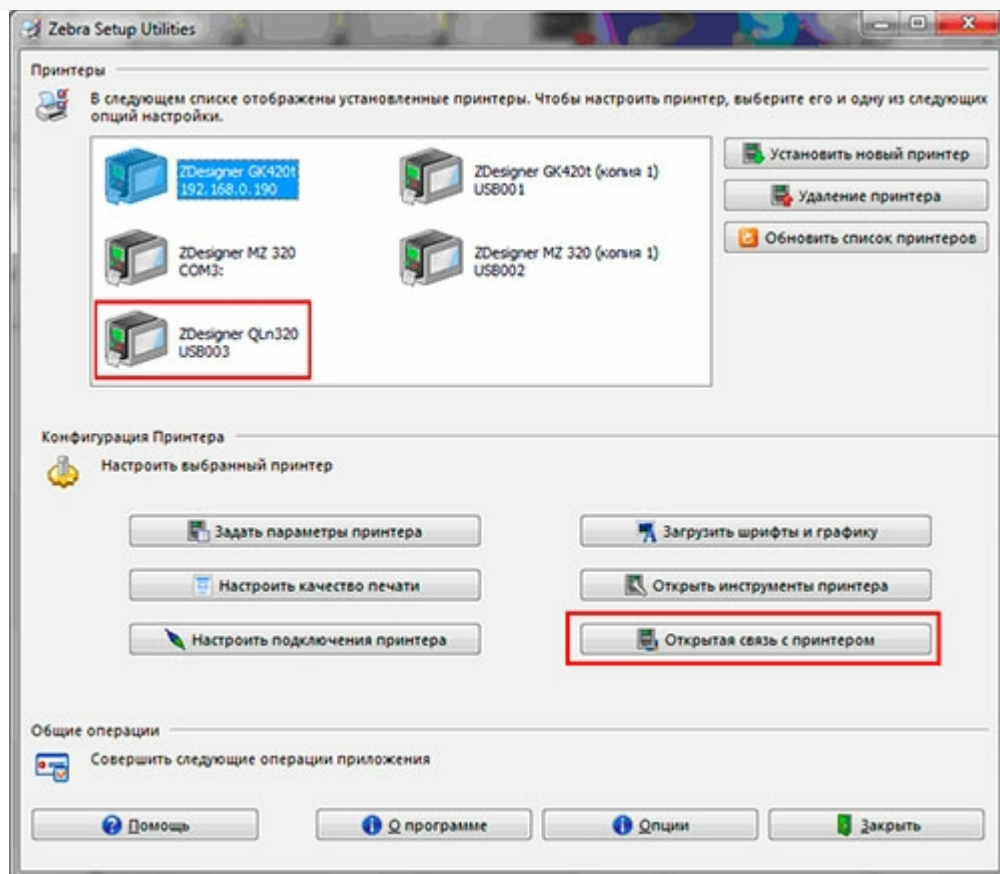 Zebra Setup Utilities
Принтеры
В следующем списке отображены установленные принтеры. Чтобы настроить принтер, выберите его и одну из следующих
опций настройки.
ZDesigner GK420t
192.168.0.190
ZDesigner GK420t (копия 1)
USB001
ZDesigner MZ 320
COM3:
ZDesigner MZ 320 (копия 1)
USB002
ZDesigner QLn320
USB003
Установить новый принтер
Удаление принтера
Обновить список принтеров
Конфигурация Принтера
Настроить выбранный принтер
Задать параметры принтера
Загрузить шрифты и графику
Настроить качество печати
Открыть инструменты принтера
Настроить подключения принтера
Открытая связь с принтером
Общие операции
Совершить следующие операции приложения
Помощь
О программе
Опции
Закрыть